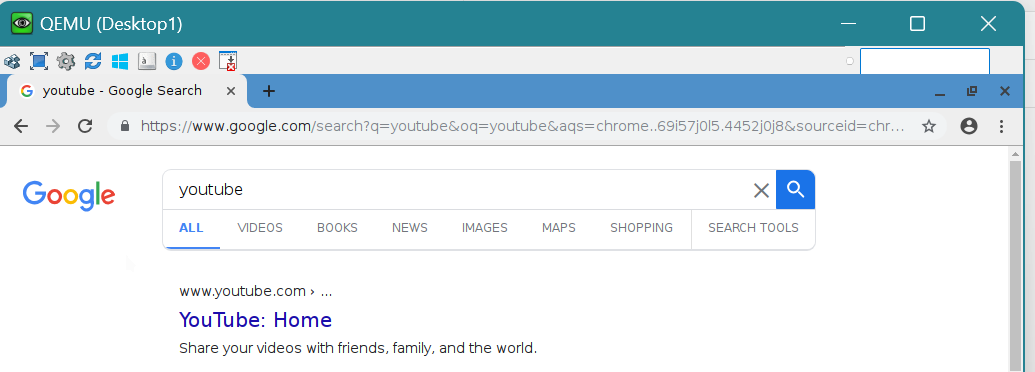 QEMU (Desktop1)
youtube - Google Search
https://www.google.com/search?q=youtube&oq=youtube&aqs=chrome..69i57j0l5.4452j0j8&sourceid=chr...
Google
youtube
ALL VIDEOS BOOKS NEWS IMAGES MAPS SHOPPING SEARCH TOOLS
www.youtube.com › ...
YouTube: Home
Share your videos with friends, family, and the world.